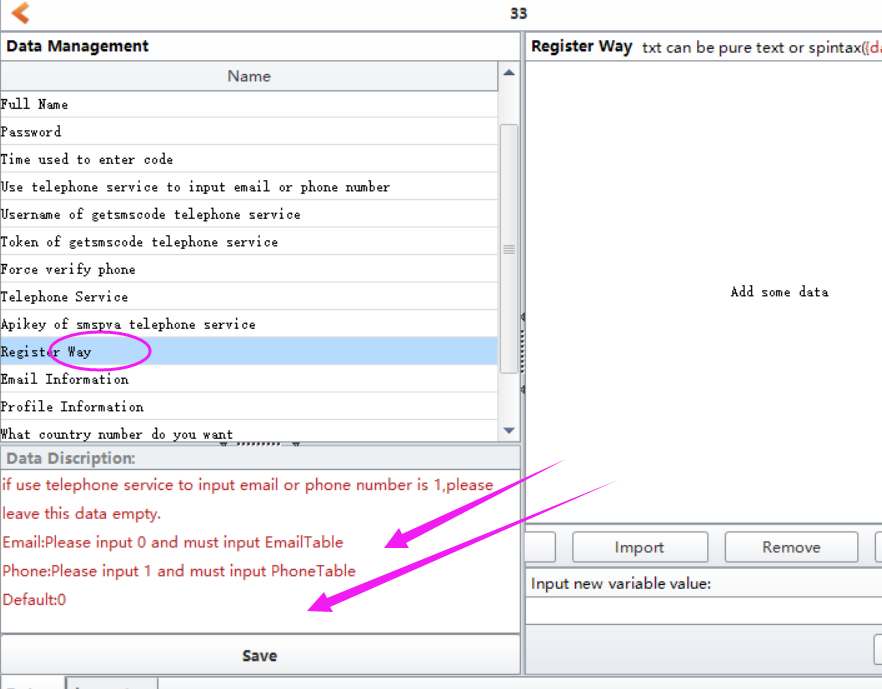 33
Data Management
Name
Full Name
Password
Time used to enter code
Use telephone service to input email or phone number
Username of getsmscode telephone service
Token of getsmscode telephone service
Force verify phone
Telephone Service
Apikey of smspva telephone service
Register Way
Email Information
Profile Information
What country number do you want
Data Discription:
if use telephone service to input email or phone number is 1,please
leave this data empty.
Email:Please input 0 and must input EmailTable
Phone:Please input 1 and must input PhoneTable
Default:0
Save
Register Way txt can be pure text or spintax({da
Add some data
Import Remove
Input new variable value: